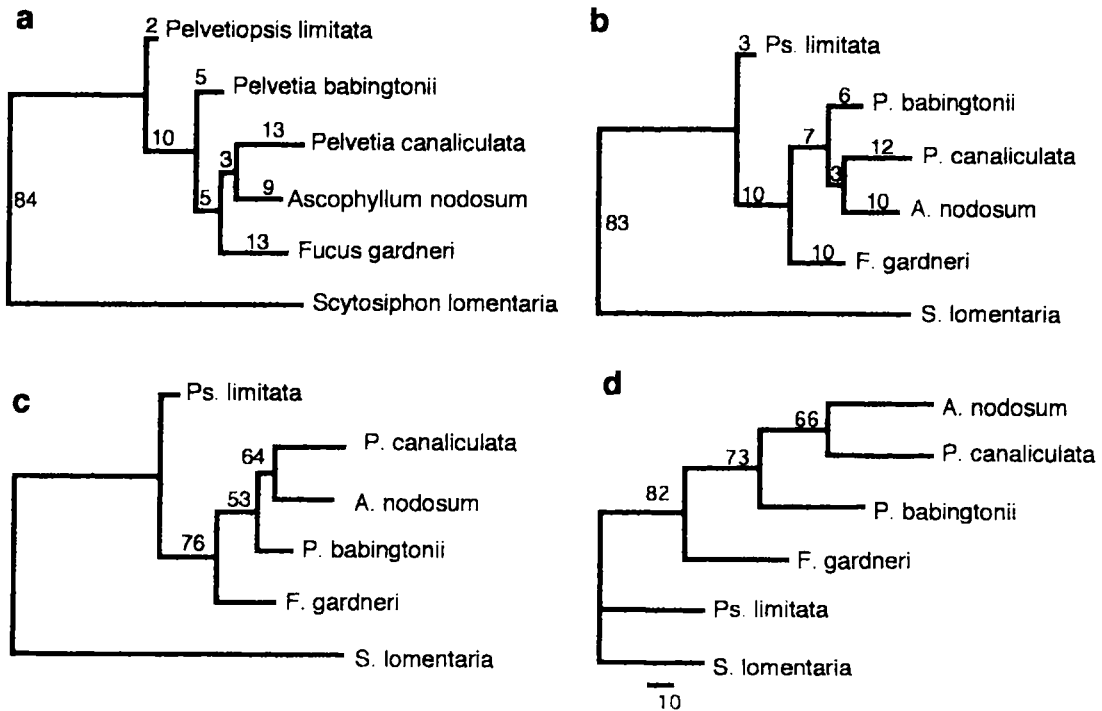 a
2 Pelvetiopsis limitata
5
Pelvetia babingtonii
10
13
Pelvetia canaliculata
3
84
5
9
Ascophyllum nodosum
13
Fucus gardneri
Scytosiphon lomentaria
b
3 Ps. limitata
6
P. babingtonii
7
12
P. canaliculata
3
10
10
A. nodosum
83
10
F. gardneri
S. lomentaria
c
Ps. limitata
64
P. canaliculata
53
A. nodosum
76
P. babingtonii
F. gardneri
S. lomentaria
d
66
A. nodosum
73
P. canaliculata
82
P. babingtonii
F. gardneri
Ps. limitata
S. lomentaria
10